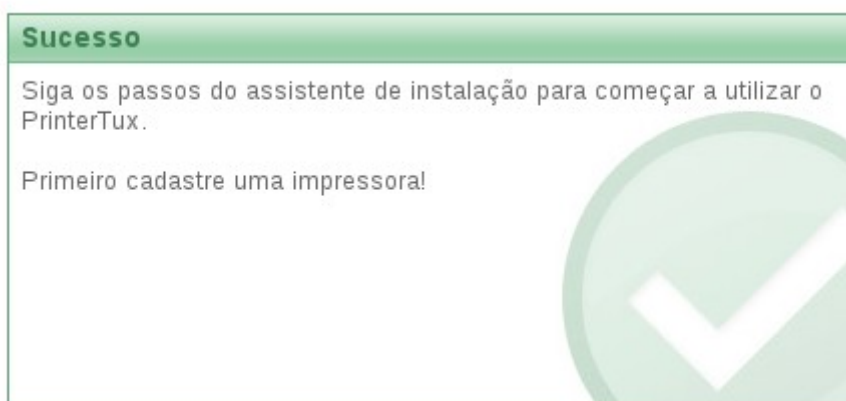 Sucesso
Siga os passos do assistente de instalação para começar a utilizar o
PrinterTux.
Primeiro cadastre uma impressora!